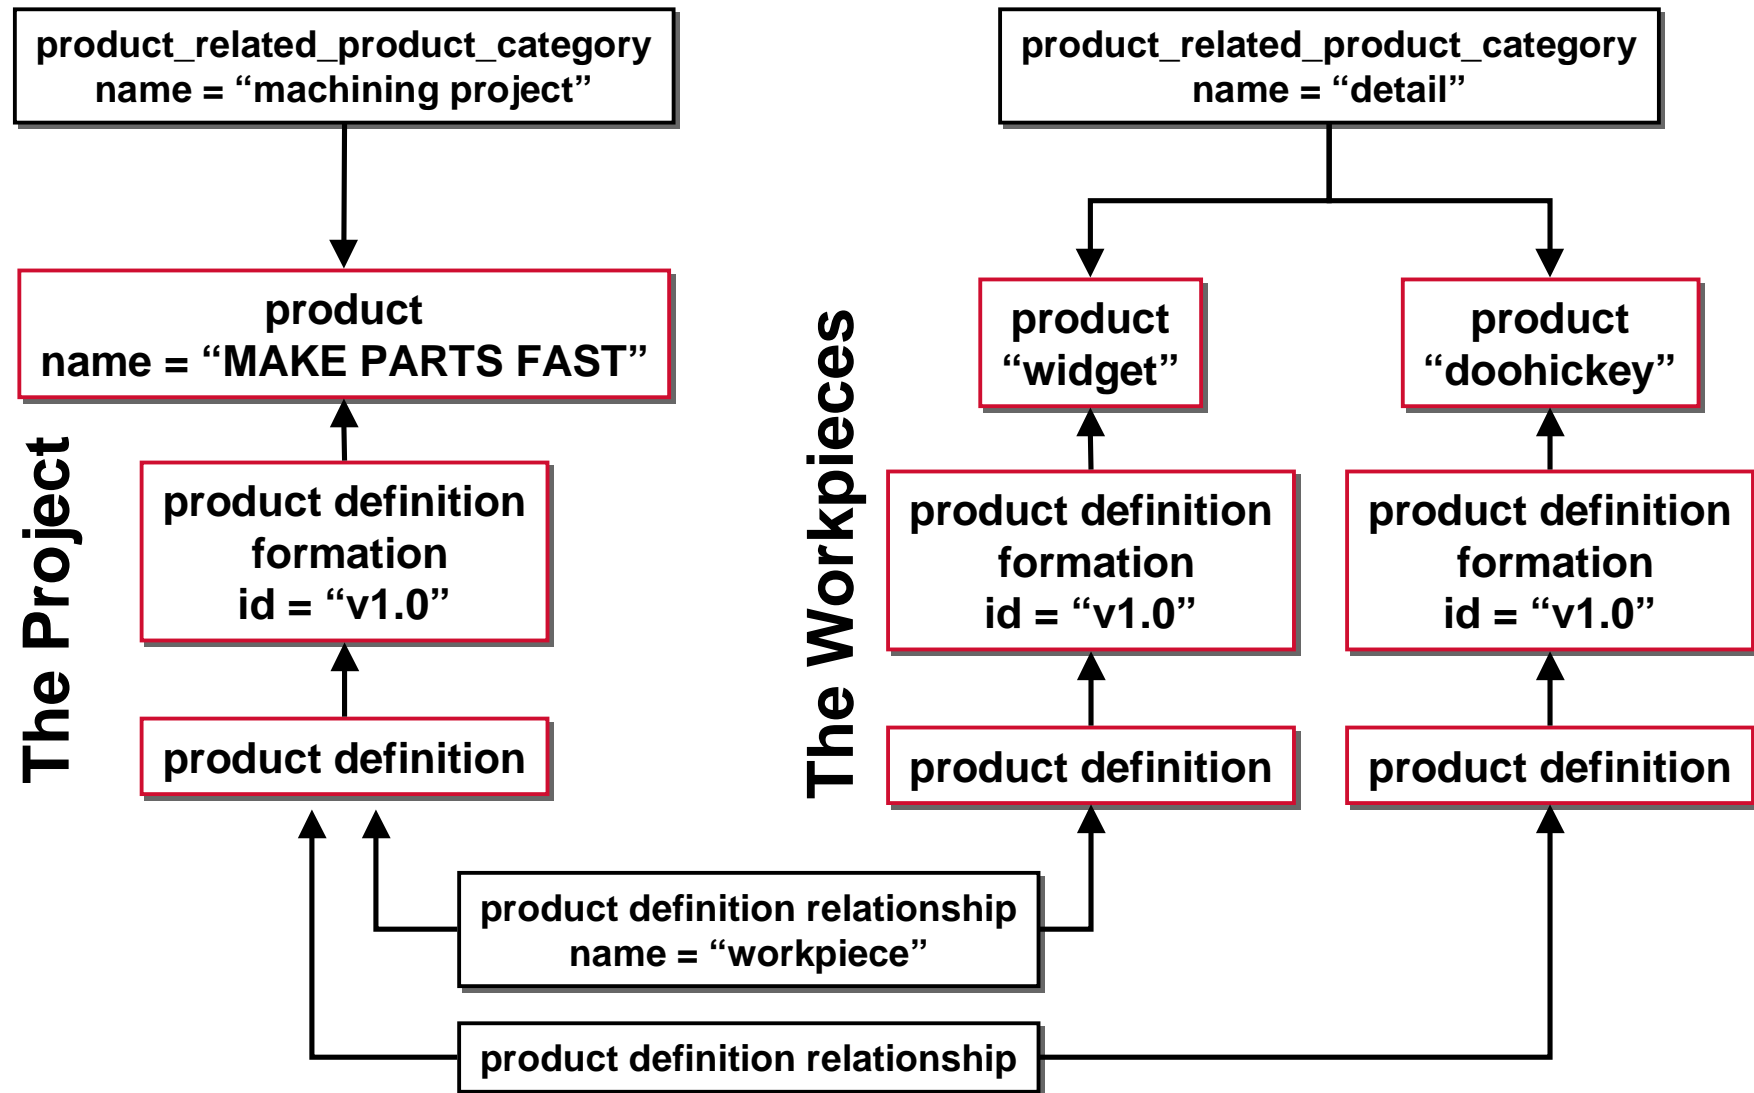 product_related_product_category
name = “machining project”
product_related_product_category
name = “detail”
product
name = “MAKE PARTS FAST”
product
“widget”
product
“doohickey”
The Project
The Workpieces
product definition
formation
id = “v1.0”
product definition
formation
id = “v1.0”
product definition
formation
id = “v1.0”
product definition
product definition
product definition
product definition relationship
name = “workpiece”
product definition relationship